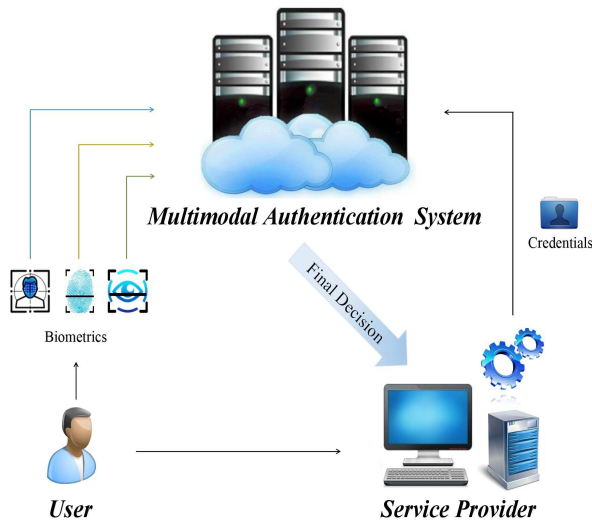 Multimodal Authentication System
Credentials
Final Decision
Biometrics
User
Service Provider